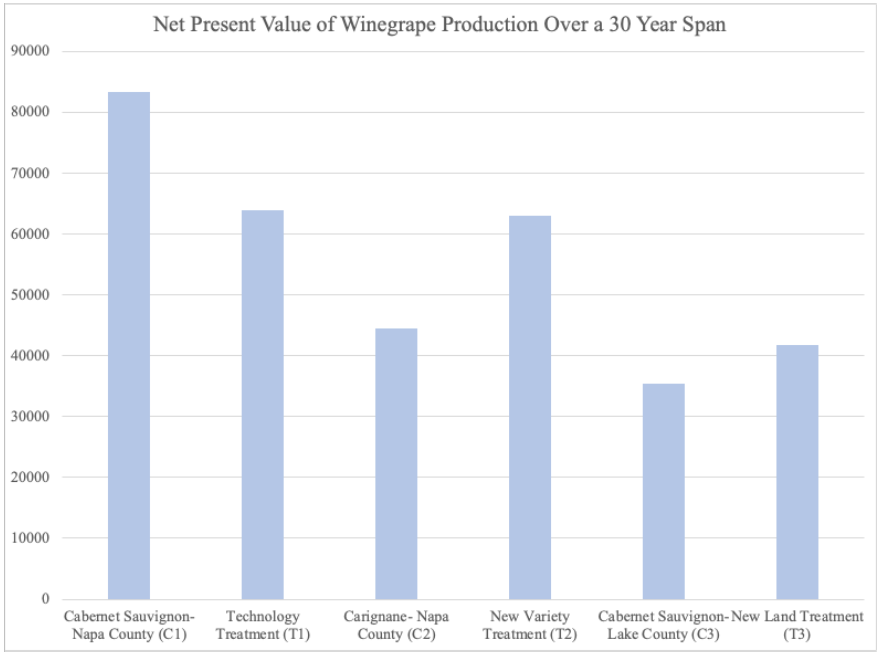 Net Present Value of Winegrape Production Over a 30 Year Span
90000
80000
70000
60000
50000
40000
30000
20000
10000
0
Cabernet Sauvignon-
Napa County (C1)
Technology
Treatment (T1)
Carignane- Napa
County (C2)
New Variety
Treatment (T2)
Cabernet Sauvignon-
Lake County (C3)
New Land Treatment
(T3)